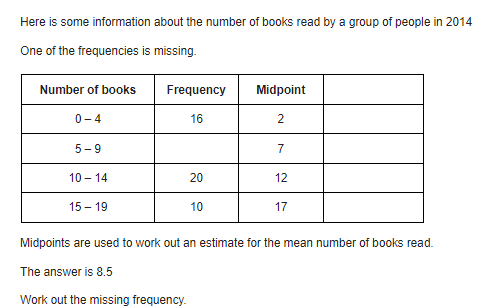 Here is some information about the number of books read by a group of people in 2014
One of the frequencies is missing.
Number of books Frequency Midpoint
0 – 4 16 2
5 – 9 7
10 – 14 20 12
15 – 19 10 17
Midpoints are used to work out an estimate for the mean number of books read.
The answer is 8.5
Work out the missing frequency.